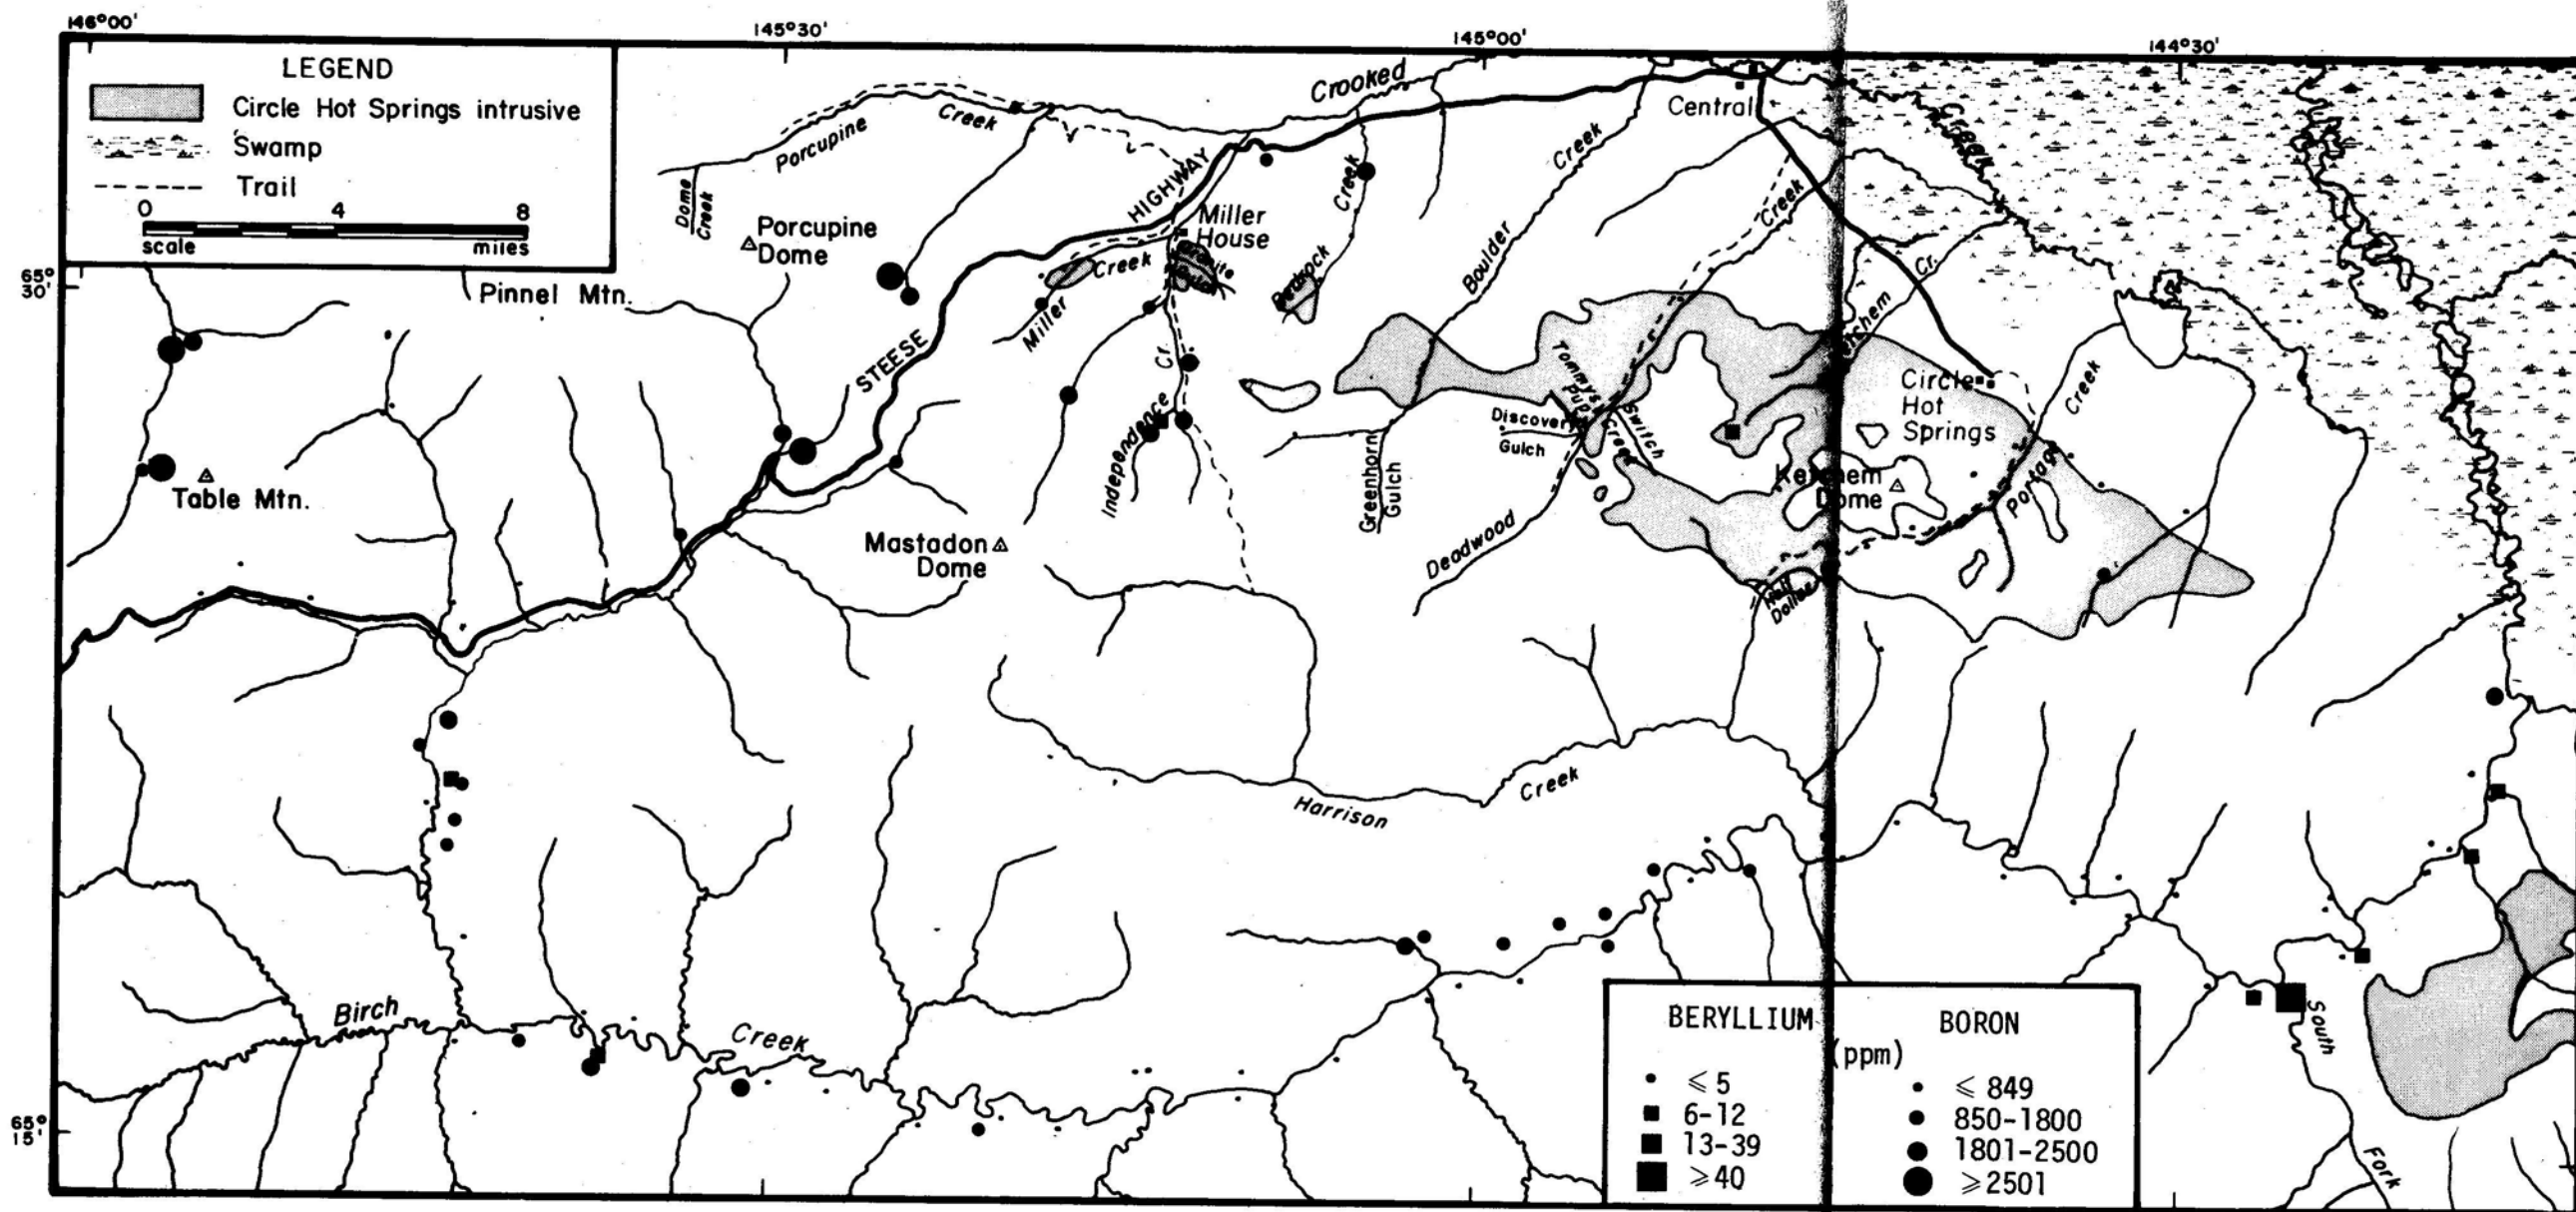 146°00'
145°30'
145°00'
144°30'
LEGEND
Circle Hot Springs intrusive
Swamp
Trail
0 4 8
scale miles
65°
30'
65°
15'
Crooked
Creek
Central
Porcupine
Creek
Dome
Creek
Porcupine
Dome
HIGHWAY
Miller
House
Creek
Miller
STEESE
Pinnel Mtn.
Table Mtn.
Mastadon
Dome
Independence
Cr.
Bedrock
Creek
Boulder
Creek
Greenhorn
Gulch
Discovery
Gulch
Tommys
Pup
Switch
Creek
Deadwood
Creek
Cr.
Circle
Hot
Springs
Dome
Portage
Creek
Half
Dollar
Harrison
Creek
Birch
Creek
South
Fork
BERYLLIUM BORON
(ppm)
≤ 5 ≤ 849
6-12 850-1800
13-39 1801-2500
≥40 ≥2501